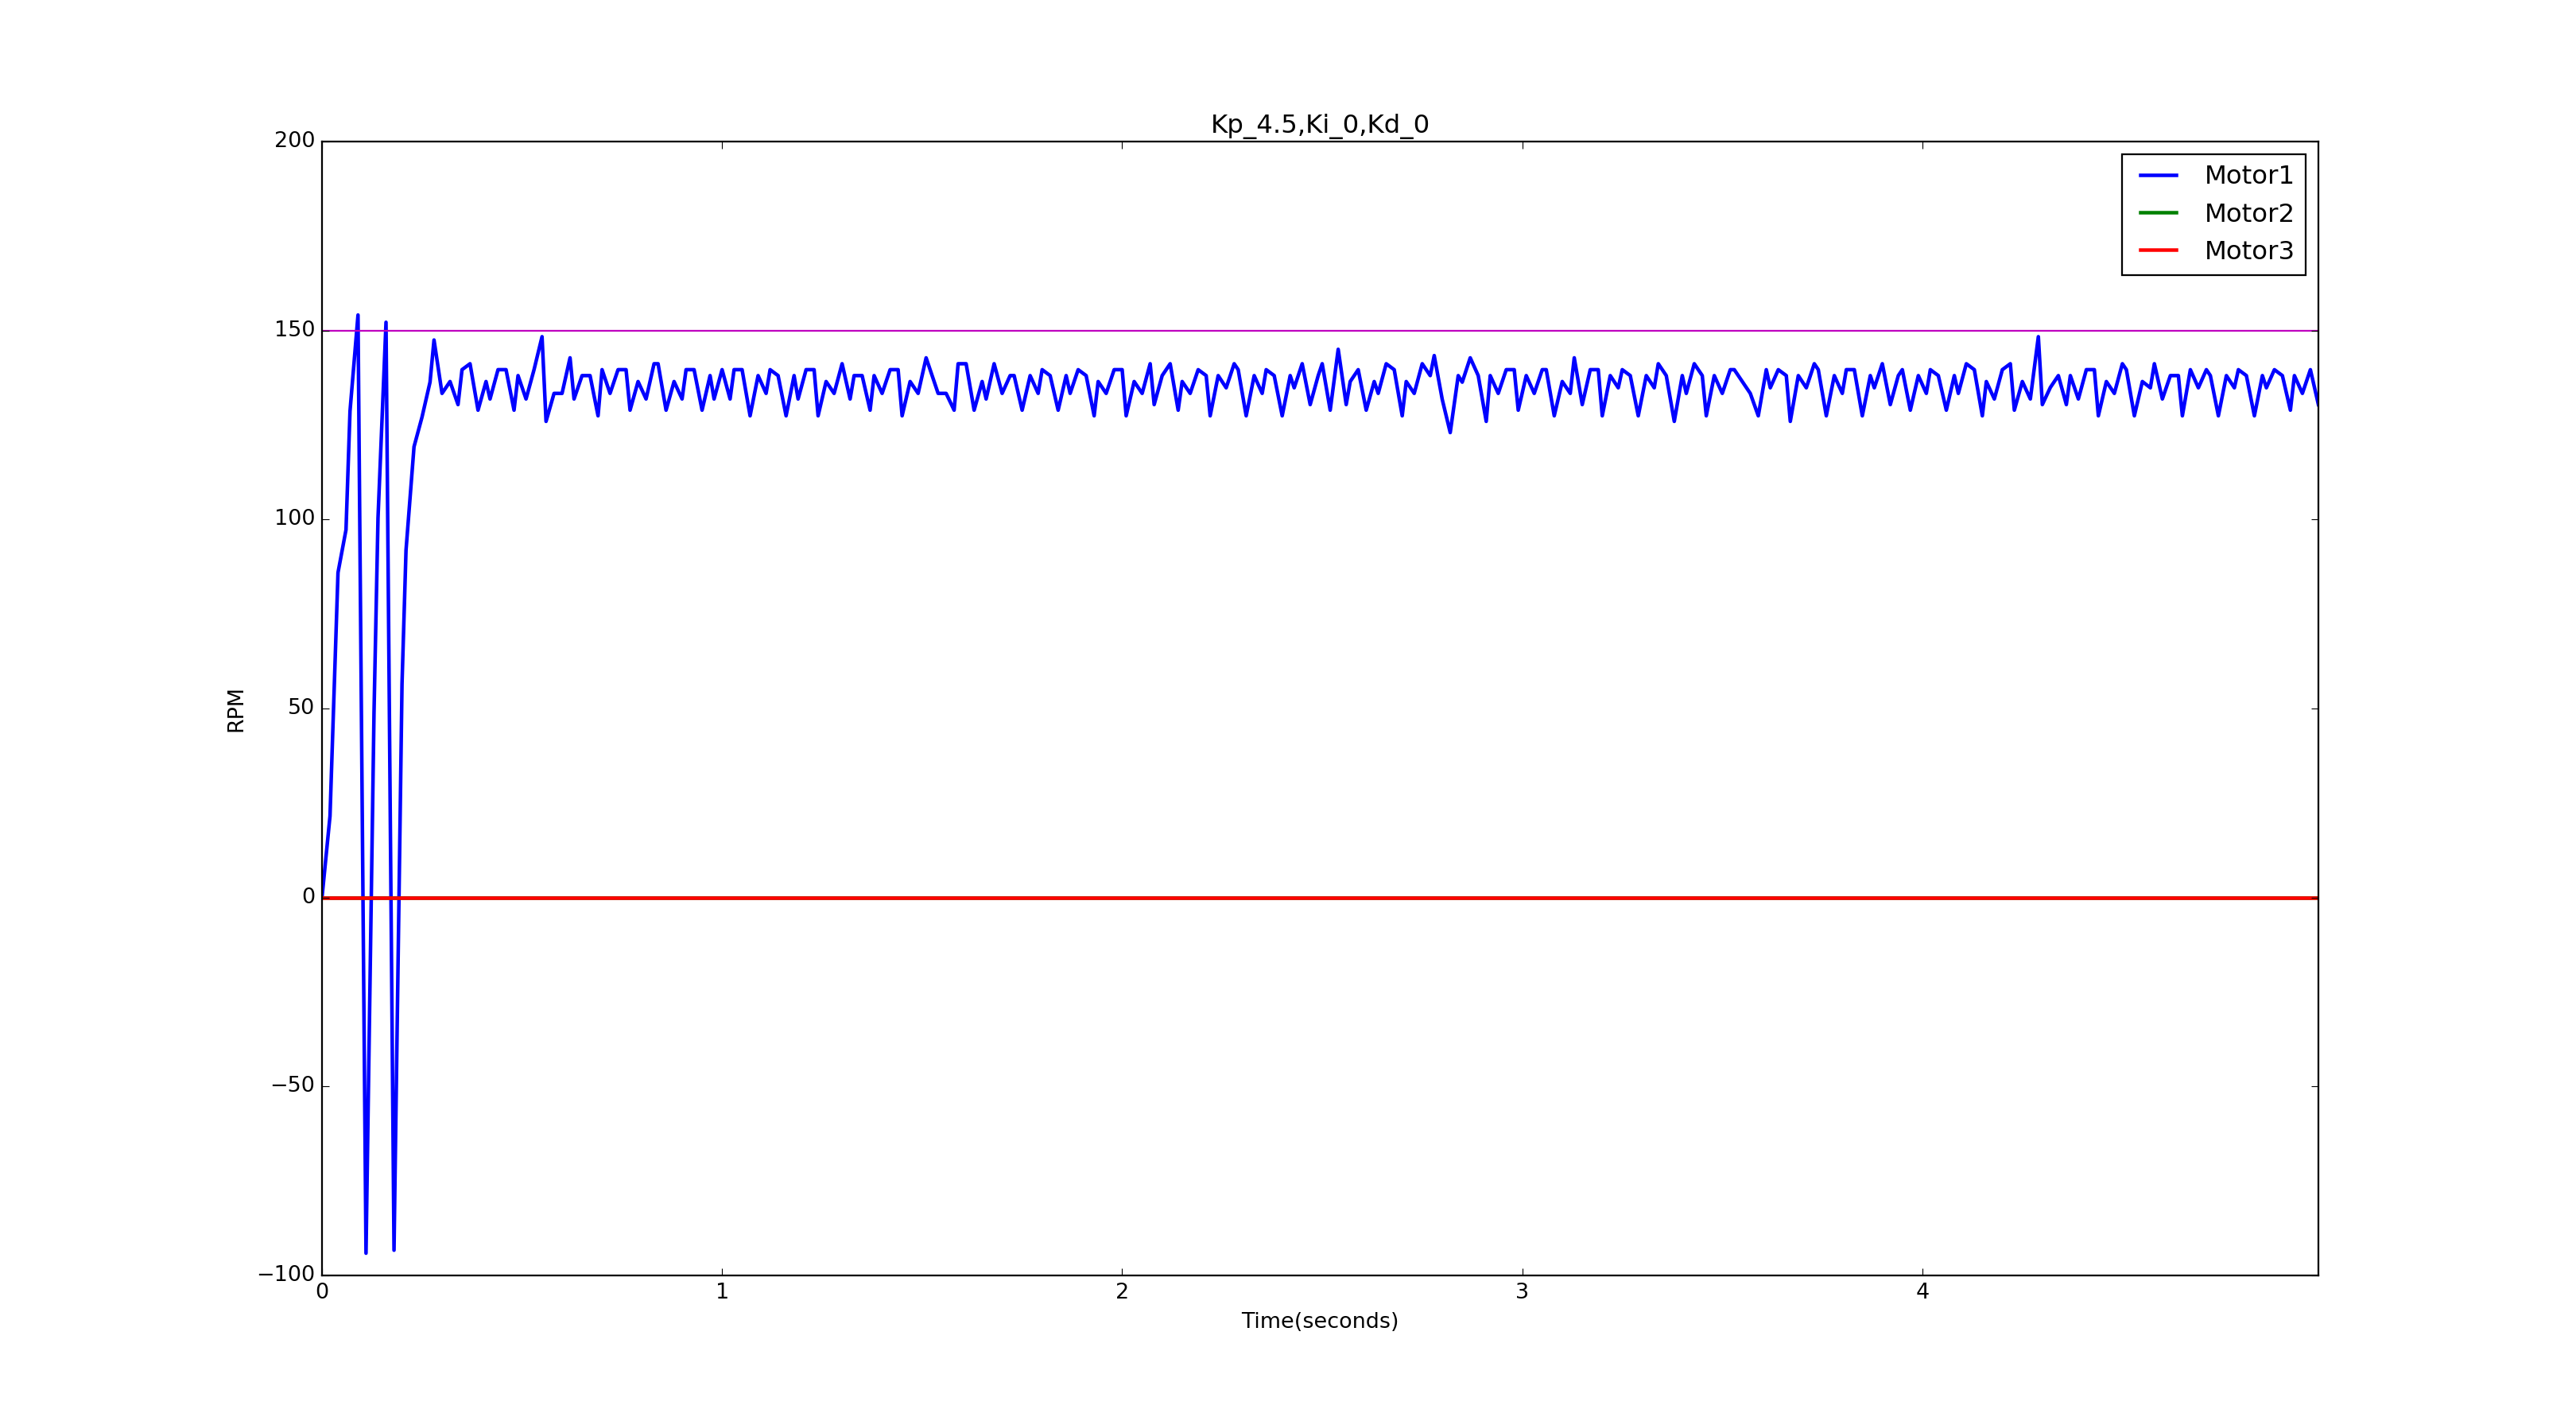 Kp_4.5,Ki_0,Kd_0
200
150
100
50
0
−50
−100
RPM
Motor1
Motor2
Motor3
0 1 2 3 4
Time(seconds)